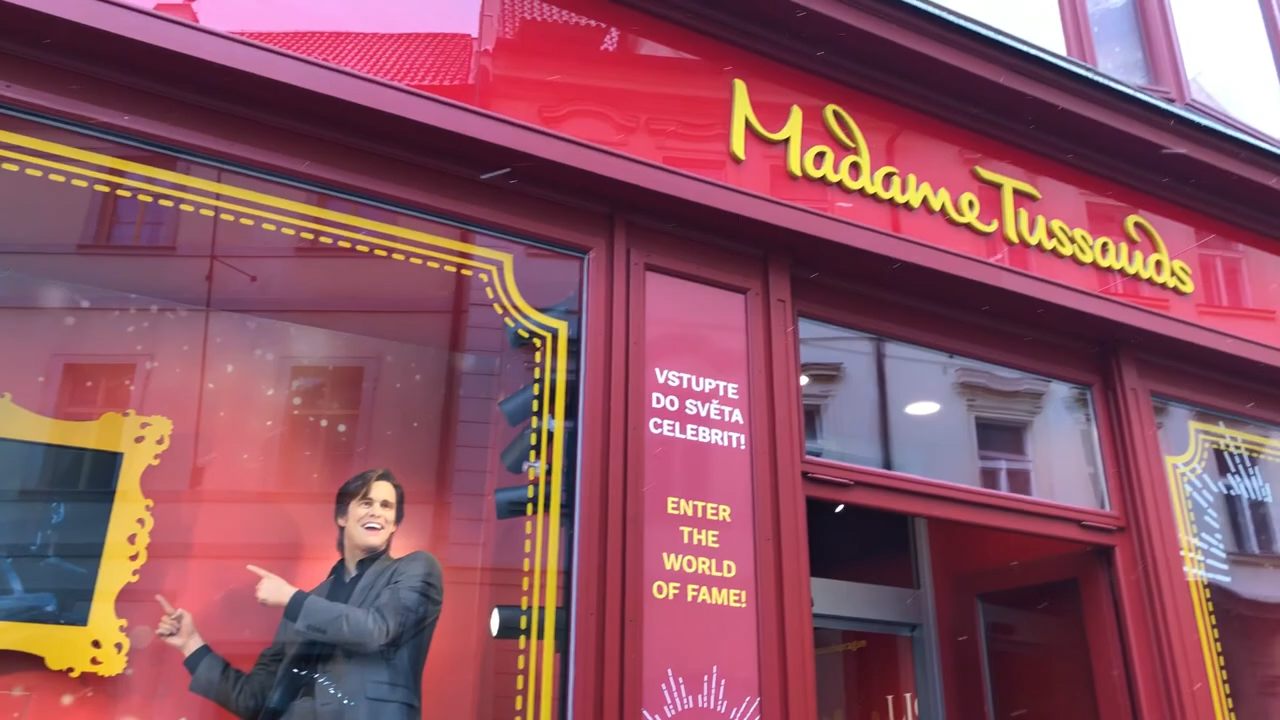 Madame Tussauds
VSTUPTE
DO SVĚTA
CELEBRIT!
ENTER
THE
WORLD
OF FAME!